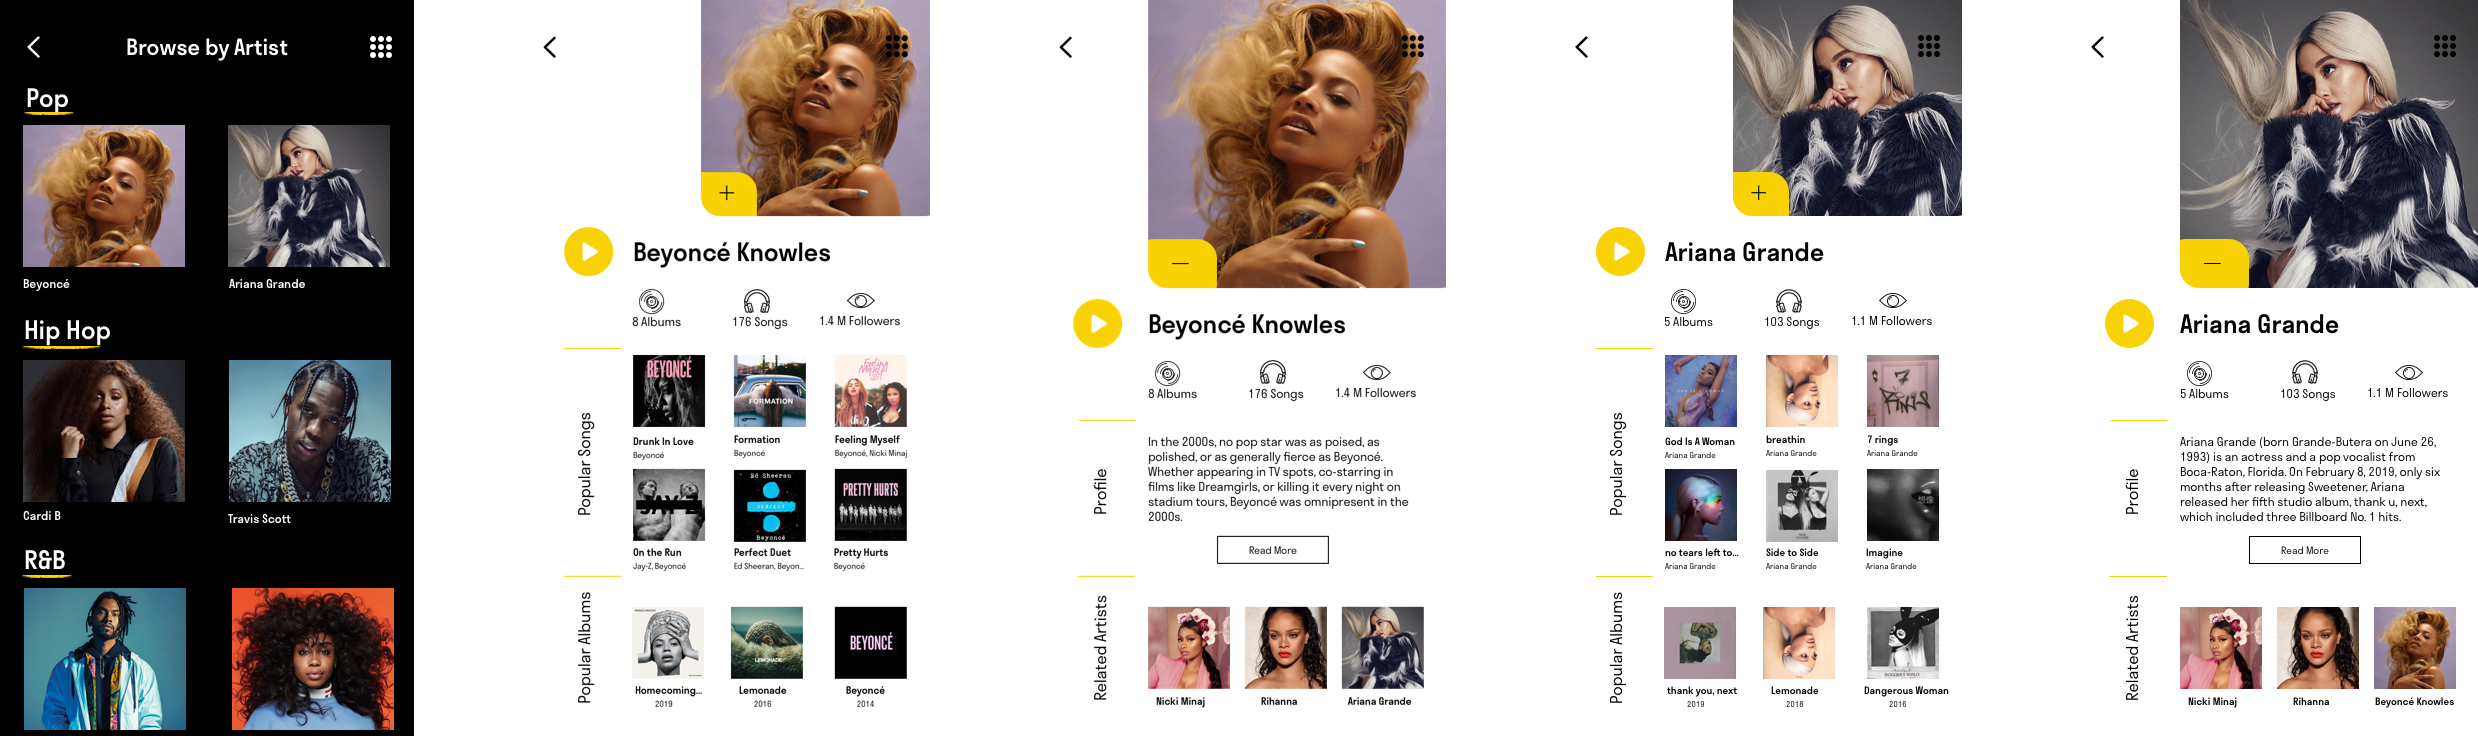 Browse by Artist
Pop
Beyoncé
Ariana Grande
Hip Hop
Cardi B
Travis Scott
R&B
Beyoncé Knowles
8 Albums
176 Songs
1.4 M Followers
Popular Songs
BEYONCÉ
FORMATION
Feeling Myself
Drunk In Love
Beyoncé
Formation
Beyoncé
Feeling Myself
Beyoncé, Nicki Minaj
JAY-Z
Ed Sheeran
PERFECT
Beyoncé
PRETTY HURTS
On the Run
Jay-Z, Beyoncé
Perfect Duet
Ed Sheeran, Beyon...
Pretty Hurts
Beyoncé
Popular Albums
LEMONADE
BEYONCÉ
Homecoming...
2019
Lemonade
2016
Beyoncé
2014
Beyoncé Knowles
8 Albums
176 Songs
1.4 M Followers
Profile
In the 2000s, no pop star was as poised, as
polished, or as generally fierce as Beyoncé.
Whether appearing in TV spots, co-starring in
films like Dreamgirls, or killing it every night on
stadium tours, Beyoncé was omnipresent in the
2000s.
Read More
Related Artists
Nicki Minaj
Rihanna
Ariana Grande
Ariana Grande
5 Albums
103 Songs
1.1 M Followers
Popular Songs
GOD IS A WOMAN
7
RINGS
God Is A Woman
Ariana Grande
breathin
Ariana Grande
7 rings
Ariana Grande
no tears left to...
Ariana Grande
Side to Side
Ariana Grande
Imagine
Ariana Grande
Popular Albums
DANGEROUS WOMAN
thank you, next
2019
Lemonade
2018
Dangerous Woman
2016
Ariana Grande
5 Albums
103 Songs
1.1 M Followers
Profile
Ariana Grande (born Grande-Butera on June 26,
1993) is an actress and a pop vocalist from
Boca-Raton, Florida. On February 8, 2019, only six
months after releasing Sweetener, Ariana
released her fifth studio album, thank u, next,
which included three Billboard No. 1 hits.
Read More
Related Artists
Nicki Minaj
Rihanna
Beyoncé Knowles